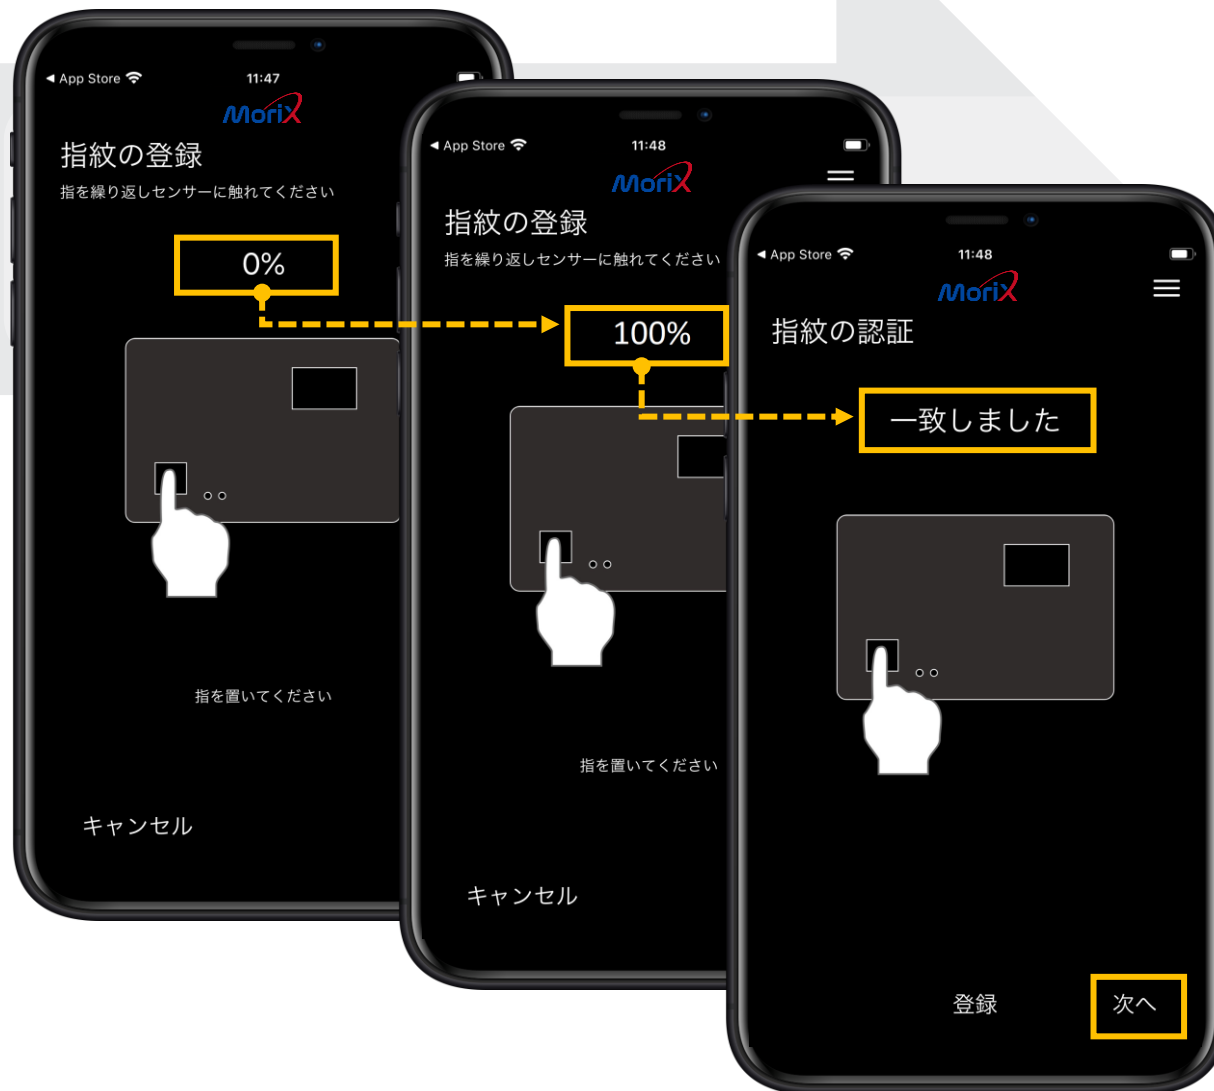 App Store
11:47
MoriX
指紋の登録
指を繰り返しセンサーに触れてください
0%
指を置いてください
キャンセル
App Store
11:48
MoriX
指紋の登録
指を繰り返しセンサーに触れてください
100%
指を置いてください
キャンセル
App Store
11:48
MoriX
指紋の認証
一致しました
登録
次へ